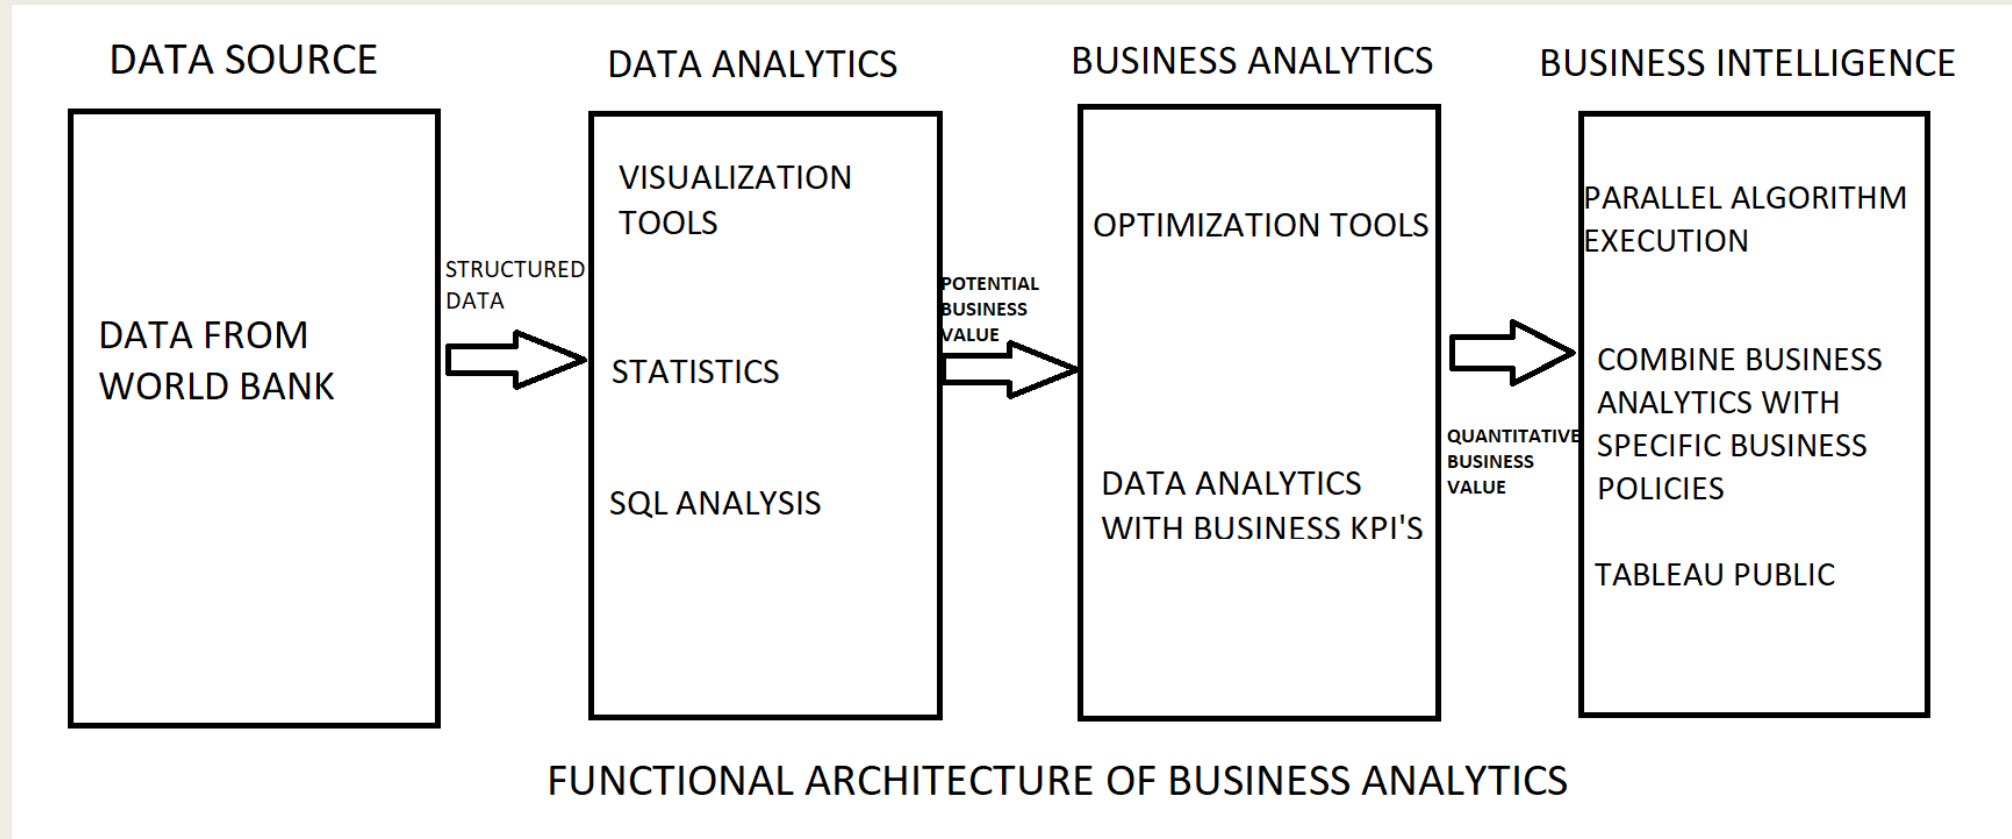 DATA SOURCE
DATA ANALYTICS
BUSINESS ANALYTICS
BUSINESS INTELLIGENCE
DATA FROM
WORLD BANK
STRUCTURED
DATA
VISUALIZATION
TOOLS
STATISTICS
SQL ANALYSIS
POTENTIAL
BUSINESS
VALUE
OPTIMIZATION TOOLS
DATA ANALYTICS
WITH BUSINESS KPI'S
QUANTITATIVE
BUSINESS
VALUE
PARALLEL ALGORITHM
EXECUTION
COMBINE BUSINESS
ANALYTICS WITH
SPECIFIC BUSINESS
POLICIES
TABLEAU PUBLIC
FUNCTIONAL ARCHITECTURE OF BUSINESS ANALYTICS